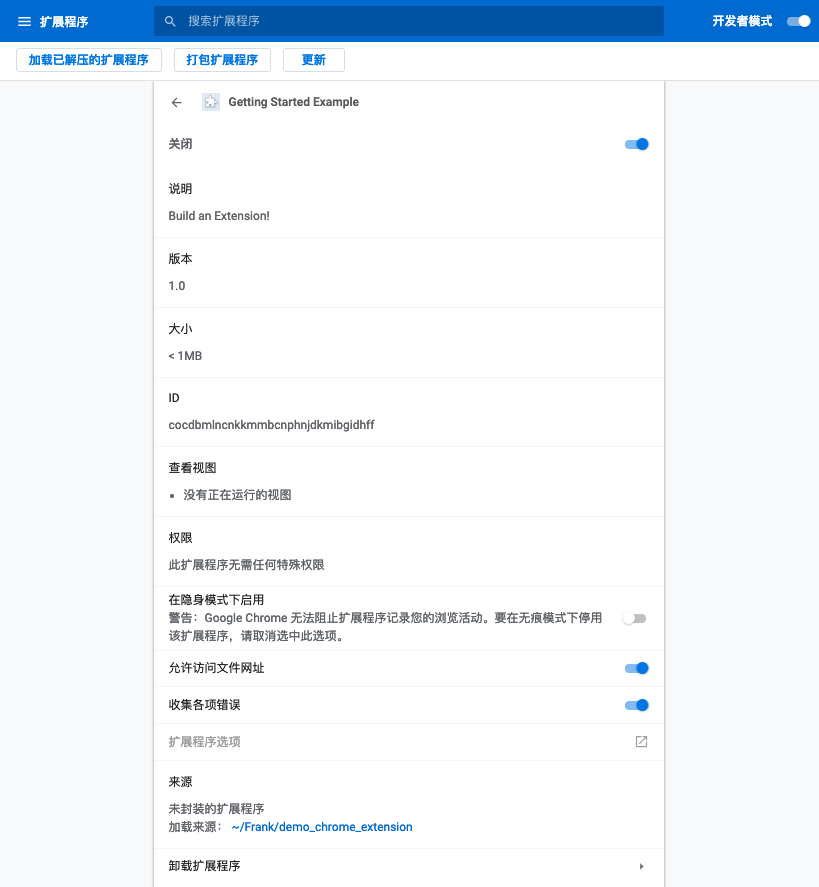 扩展程序
搜索扩展程序
开发者模式
加载已解压的扩展程序
打包扩展程序
更新
Getting Started Example
关闭
说明
Build an Extension!
版本
1.0
大小
< 1MB
ID
cocdbmlncnkkmmbcnphnjdkmibgidhff
查看视图
没有正在运行的视图
权限
此扩展程序无需任何特殊权限
在隐身模式下启用
警告：Google Chrome 无法阻止扩展程序记录您的浏览活动。要在无痕模式下停用
该扩展程序，请取消选中此选项。
允许访问文件网址
收集各项错误
扩展程序选项
来源
未封装的扩展程序
加载来源： ~/Frank/demo_chrome_extension
卸载扩展程序